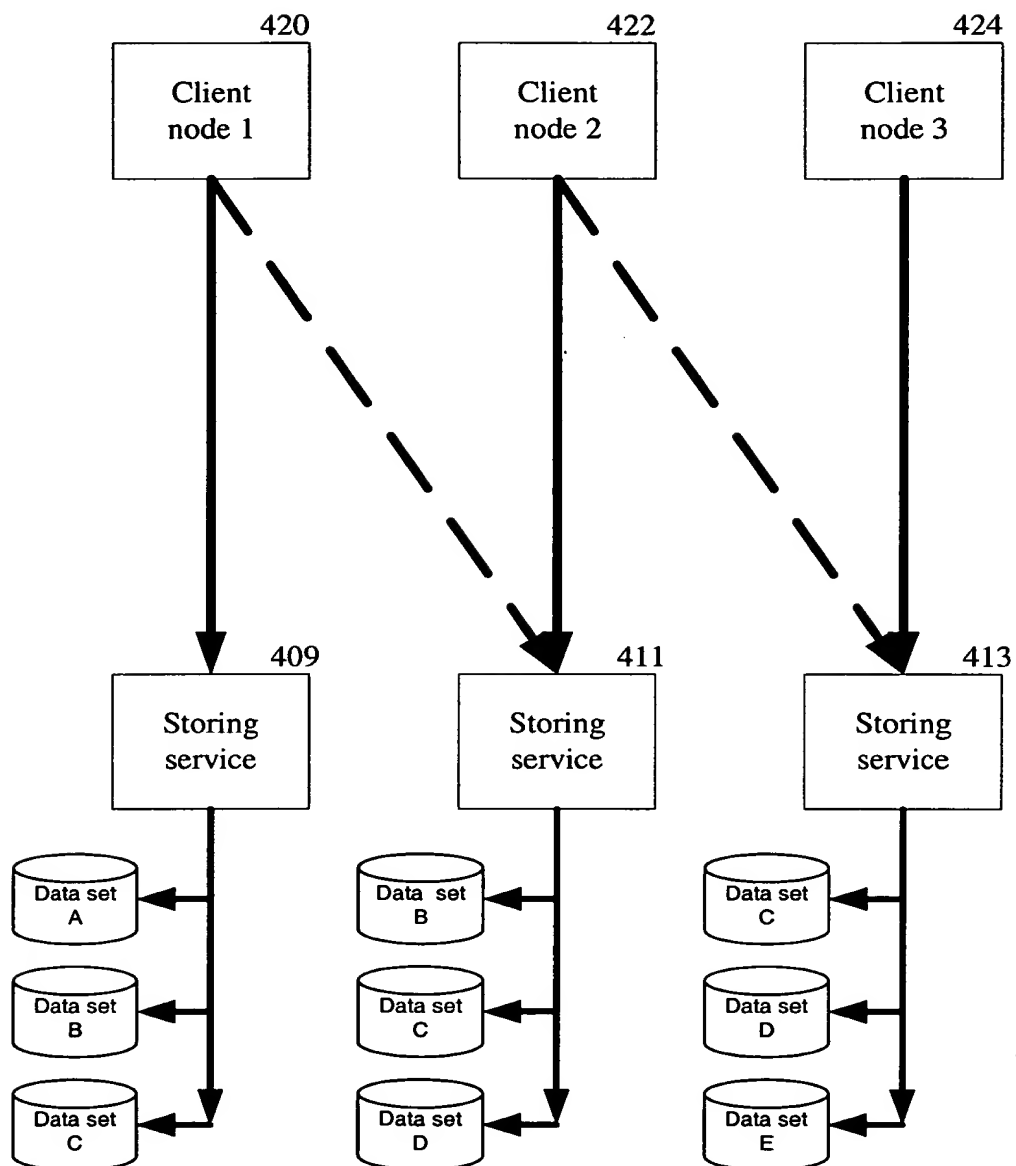 420
Client
node 1
422
Client
node 2
424
Client
node 3
409
Storing
service
411
Storing
service
413
Storing
service
Data set
A
Data set
B
Data set
C
Data set
B
Data set
C
Data set
D
Data set
C
Data set
D
Data set
E